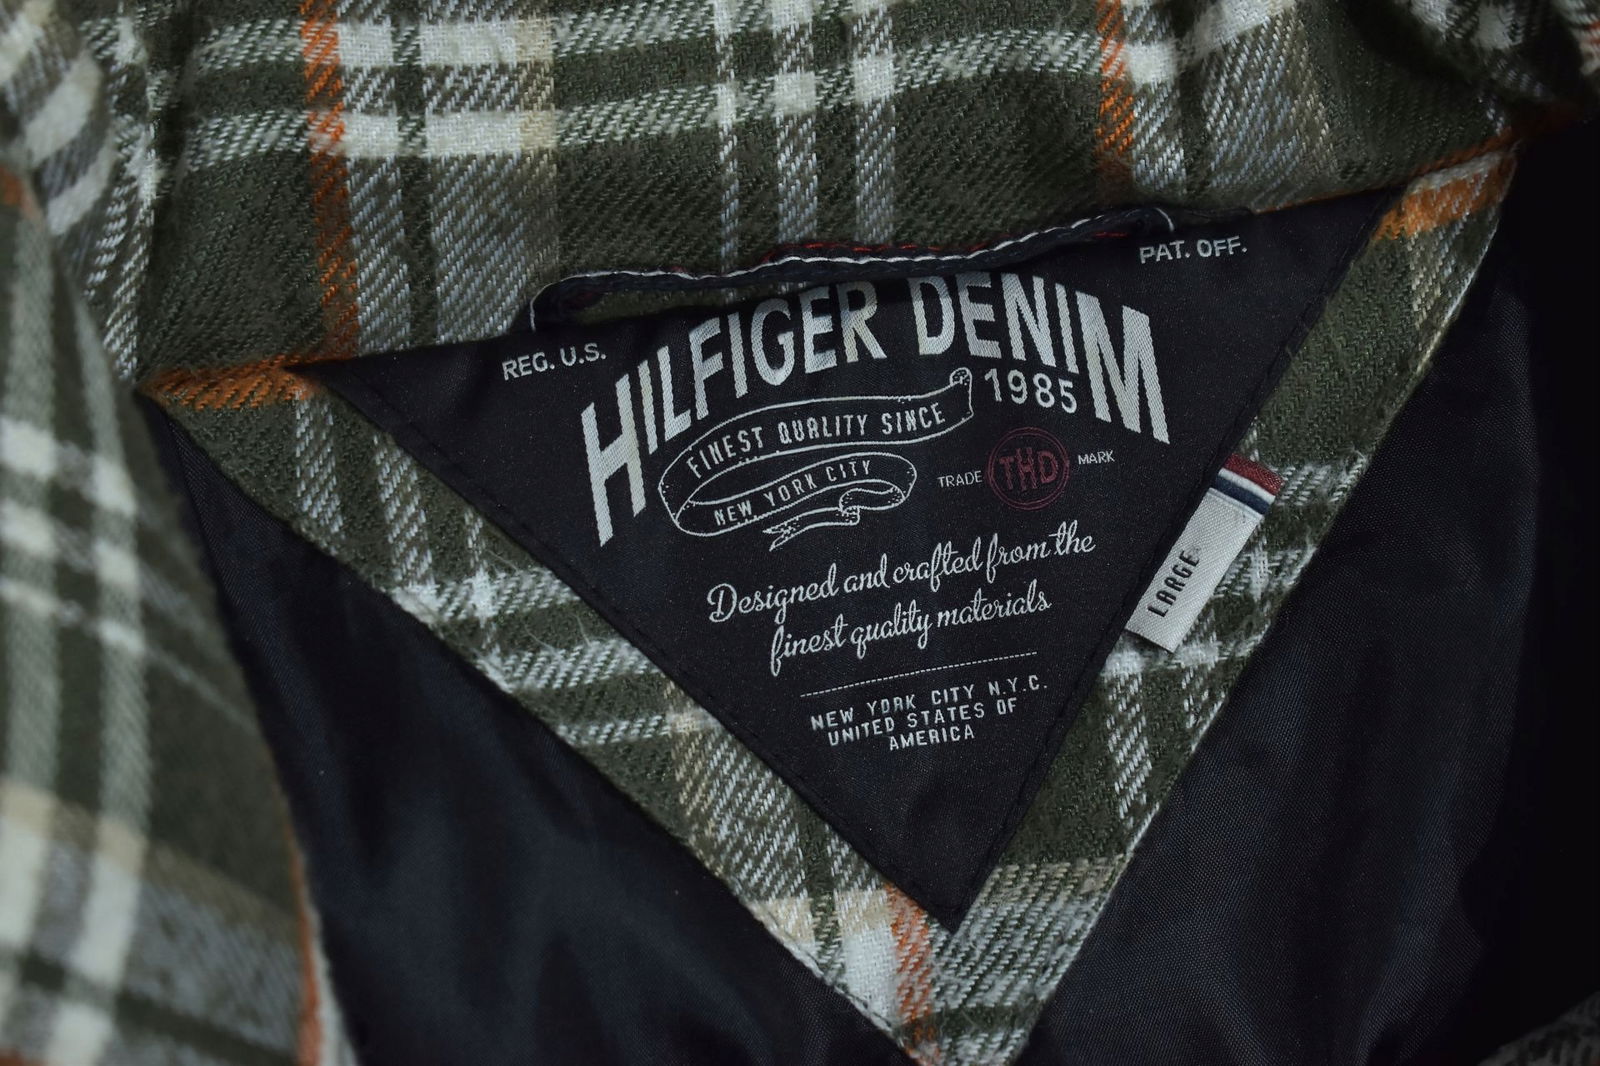 REG. U.S.
PAT. OFF.
HILFIGER DENIM
FINEST QUALITY SINCE
1985
NEW YORK CITY
TRADE THD MARK
Designed and crafted from the
finest quality materials
NEW YORK CITY N.Y.C.
UNITED STATES OF
AMERICA
LARGE